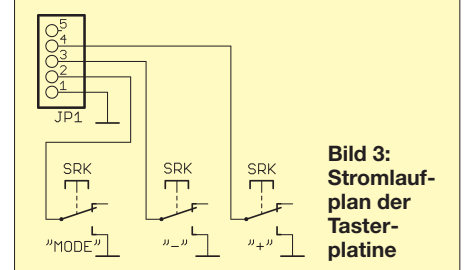 5
4
3
2
1
JP1
SRK
SRK
SRK
"MODE"
"–"
"+"
Bild 3:
Stromlauf-
plan der
Taster-
platine